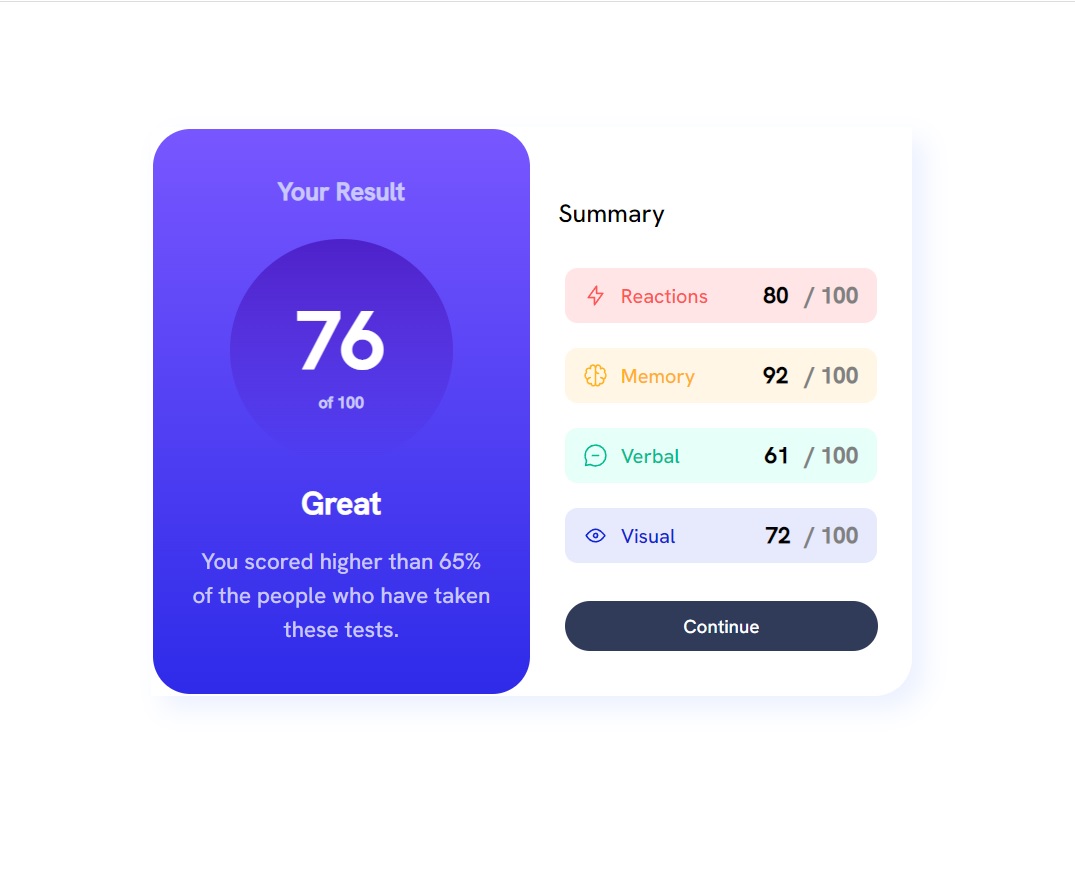 Your Result
76
of 100
Great
You scored higher than 65%
of the people who have taken
these tests.
Summary
Reactions 80 / 100
Memory 92 / 100
Verbal 61 / 100
Visual 72 / 100
Continue